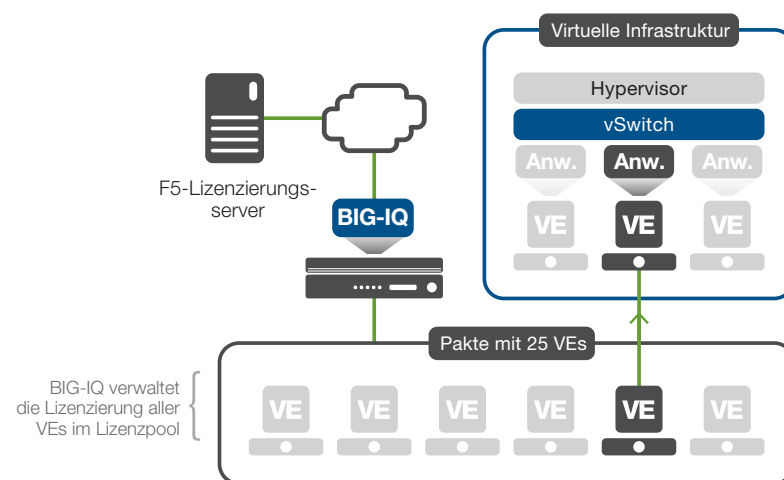 Virtuelle Infrastruktur
Hypervisor
vSwitch
Anw. Anw. Anw.
VE VE VE
F5-Lizenzierungs-
server
BIG-IQ
Pakte mit 25 VEs
BIG-IQ verwaltet
die Lizenzierung aller
VEs im Lizenzpool
VE VE VE VE VE VE